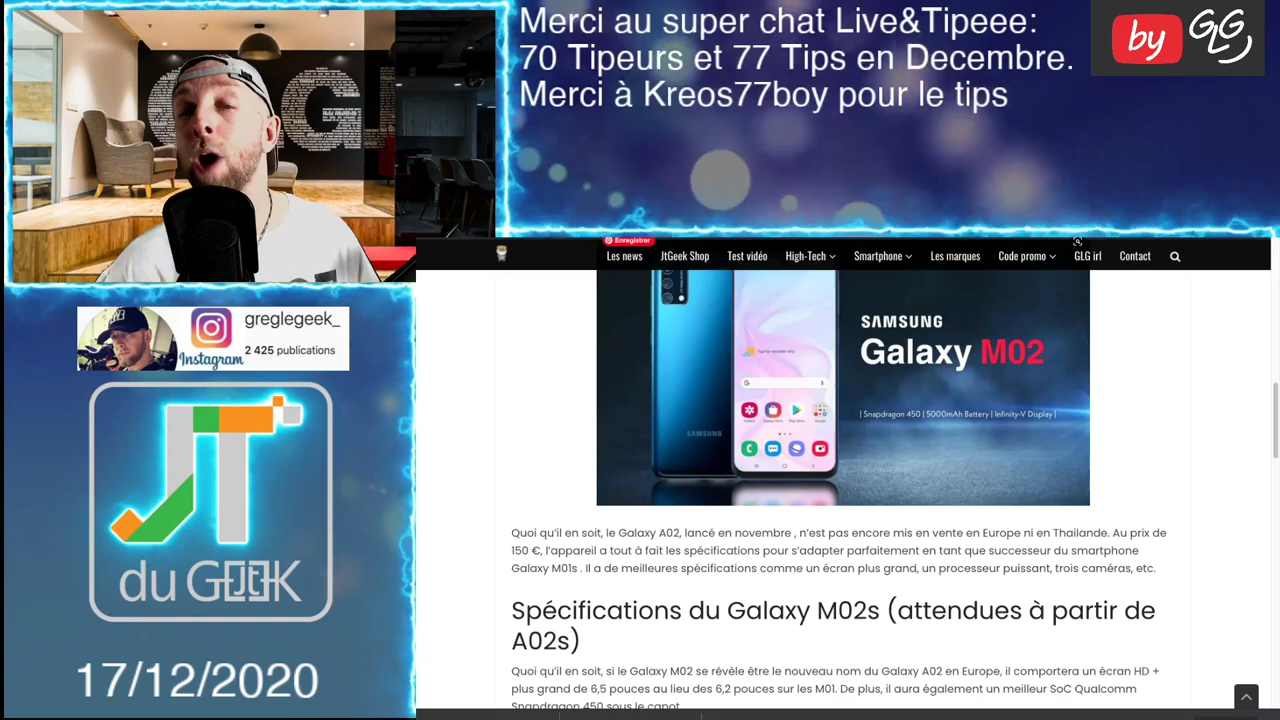 Merci au super chat Live&Tipeee:
70 Tipeurs et 77 Tips en Decembre.
Merci à Kreox77boy pour le tips
by GLG
greglegeek_
Instagram
2 425 publications
JT
du GEEK
17/12/2020
Enregistrer
Les news JtGeek Shop Test vidéo High-Tech Smartphone Les marques Code promo GLG irl Contact
SAMSUNG
Galaxy M02
| Snapdragon 450 | 5000mAh Battery | Infinity-V Display |
SAMSUNG
Quoi qu’il en soit, le Galaxy A02, lancé en novembre , n’est pas encore mis en vente en Europe ni en Thailande. Au prix de
150 €, l’appareil a tout à fait les spécifications pour s’adapter parfaitement en tant que successeur du smartphone
Galaxy M01s . Il a de meilleures spécifications comme un écran plus grand, un processeur puissant, trois caméras, etc.
Spécifications du Galaxy M02s (attendues à partir de
A02s)
Quoi qu’il en soit, si le Galaxy M02 se révèle être le nouveau nom du Galaxy A02 en Europe, il comportera un écran HD +
plus grand de 6,5 pouces au lieu des 6,2 pouces sur les M01. De plus, il aura également un meilleur SoC Qualcomm
Snapdragon 450 sous le capot.